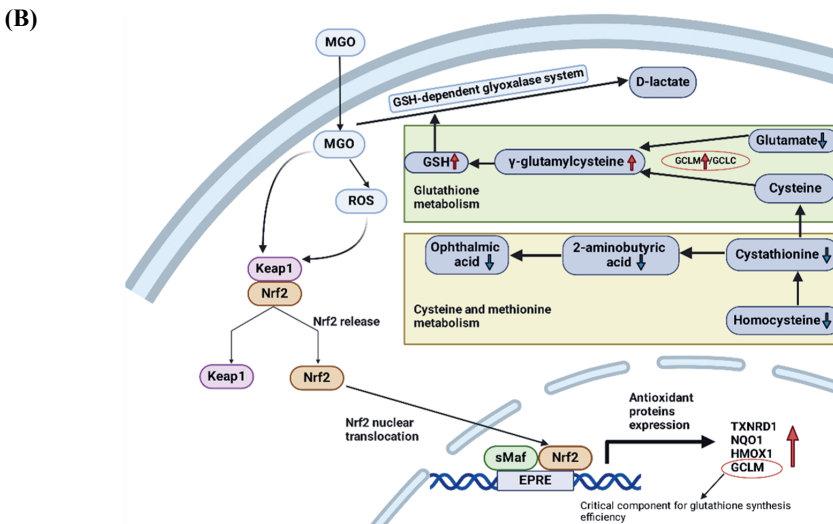 (B)
MGO
GSH-dependent glyoxalase system
D-lactate
MGO
GSH
γ-glutamylcysteine
GCLM /GCLC
Glutamate
Cysteine
Glutathione
metabolism
ROS
Ophthalmic
acid
2-aminobutyric
acid
Cystathionine
Homocysteine
Cysteine and methionine
metabolism
Keap1
Nrf2
Nrf2 release
Keap1
Nrf2
Nrf2 nuclear
translocation
sMaf
Nrf2
EPRE
Antioxidant
proteins
expression
TXNRD1
NQO1
HMOX1
GCLM
Critical component for glutathione synthesis
efficiency